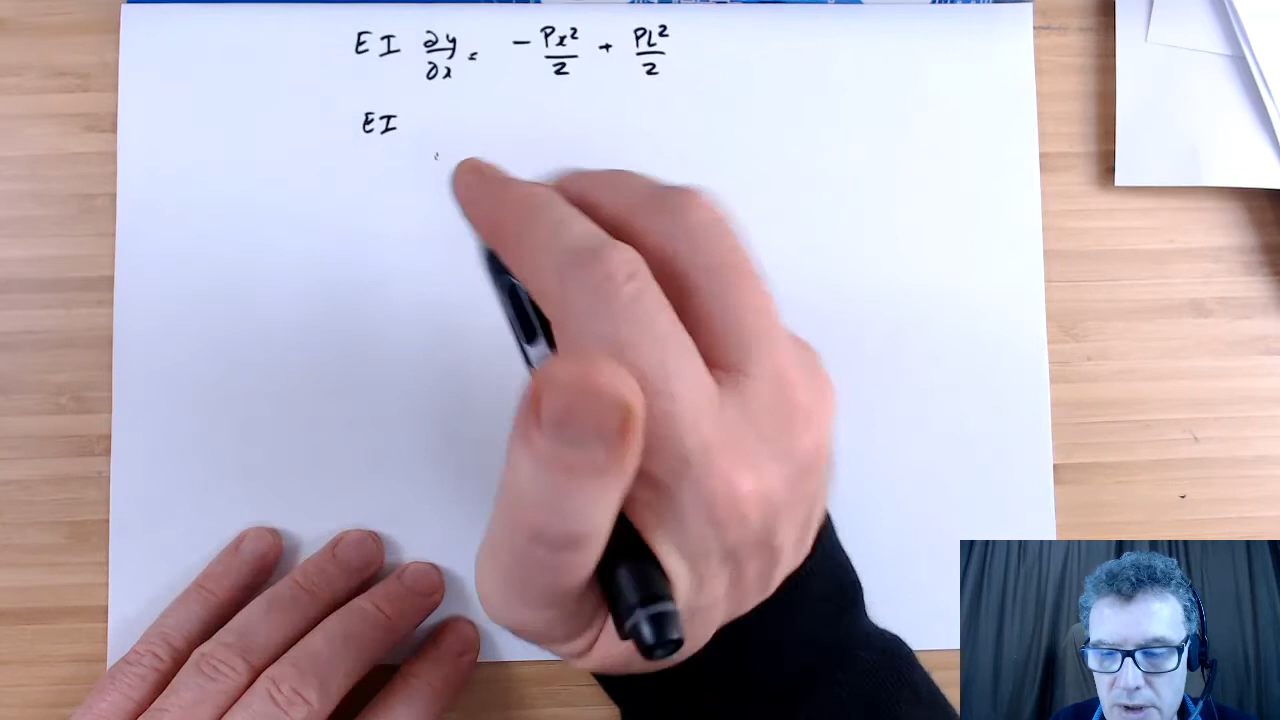 EI ∂y/∂x = - Px²/2 + PL²/2
EI